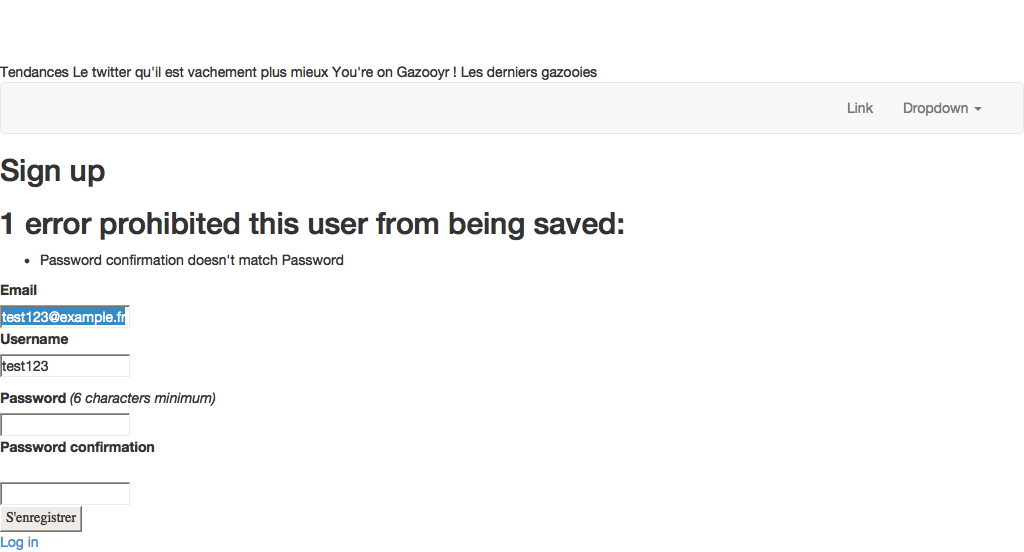 Tendances Le twitter qu'il est vachement plus mieux You're on Gazooyr ! Les derniers gazooies
Link Dropdown
Sign up
1 error prohibited this user from being saved:
Password confirmation doesn't match Password
Email
test123@example.fr
Username
test123
Password (6 characters minimum)
Password confirmation
S'enregistrer
Log in